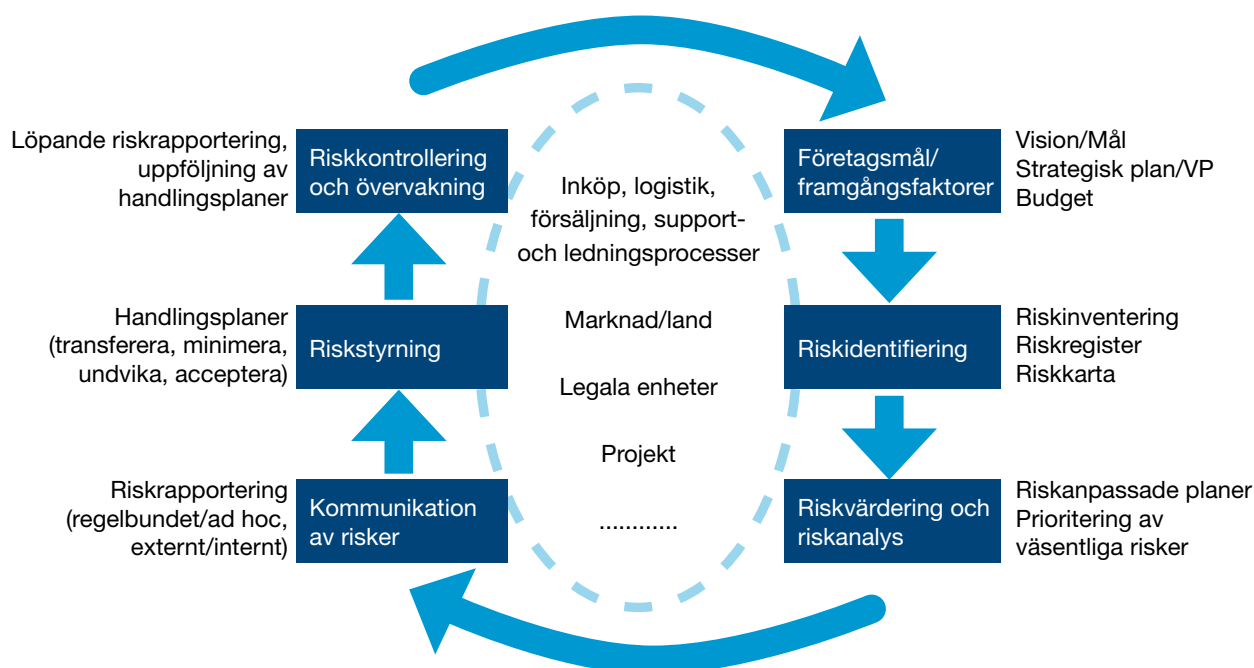 Löpande riskrapportering,
uppföljning av
handlingsplaner
Riskkontrollering
och övervakning
Inköp, logistik,
försäljning, support-
och ledningsprocesser
Företagsmål/
framgångsfaktorer
Vision/Mål
Strategisk plan/VP
Budget
Handlingsplaner
(transferera, minimera,
undvika, acceptera)
Riskstyrning
Marknad/land
Legala enheter
Riskidentifiering
Riskinventering
Riskregister
Riskkarta
Riskrapportering
(regelbundet/ad hoc,
externt/internt)
Kommunikation
av risker
Projekt
............
Riskvärdering och
riskanalys
Riskanpassade planer
Prioritering av
väsentliga risker